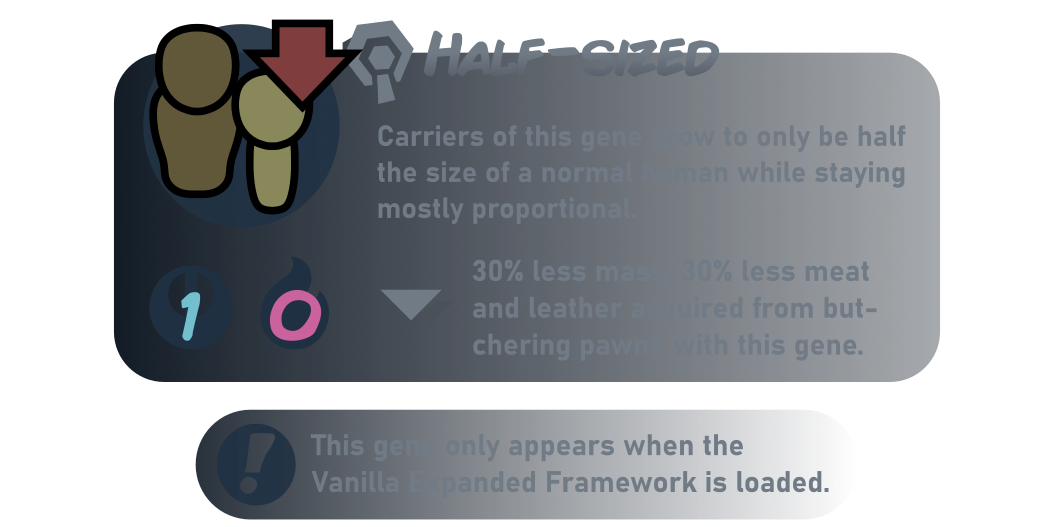 Half-sized
Carriers of this gene grow to only be half
the size of a normal human while staying
mostly proportional.
1 0
30% less mass, 30% less meat
and leather acquired from but-
chering pawns with this gene.
This gene only appears when the
Vanilla Expanded Framework is loaded.